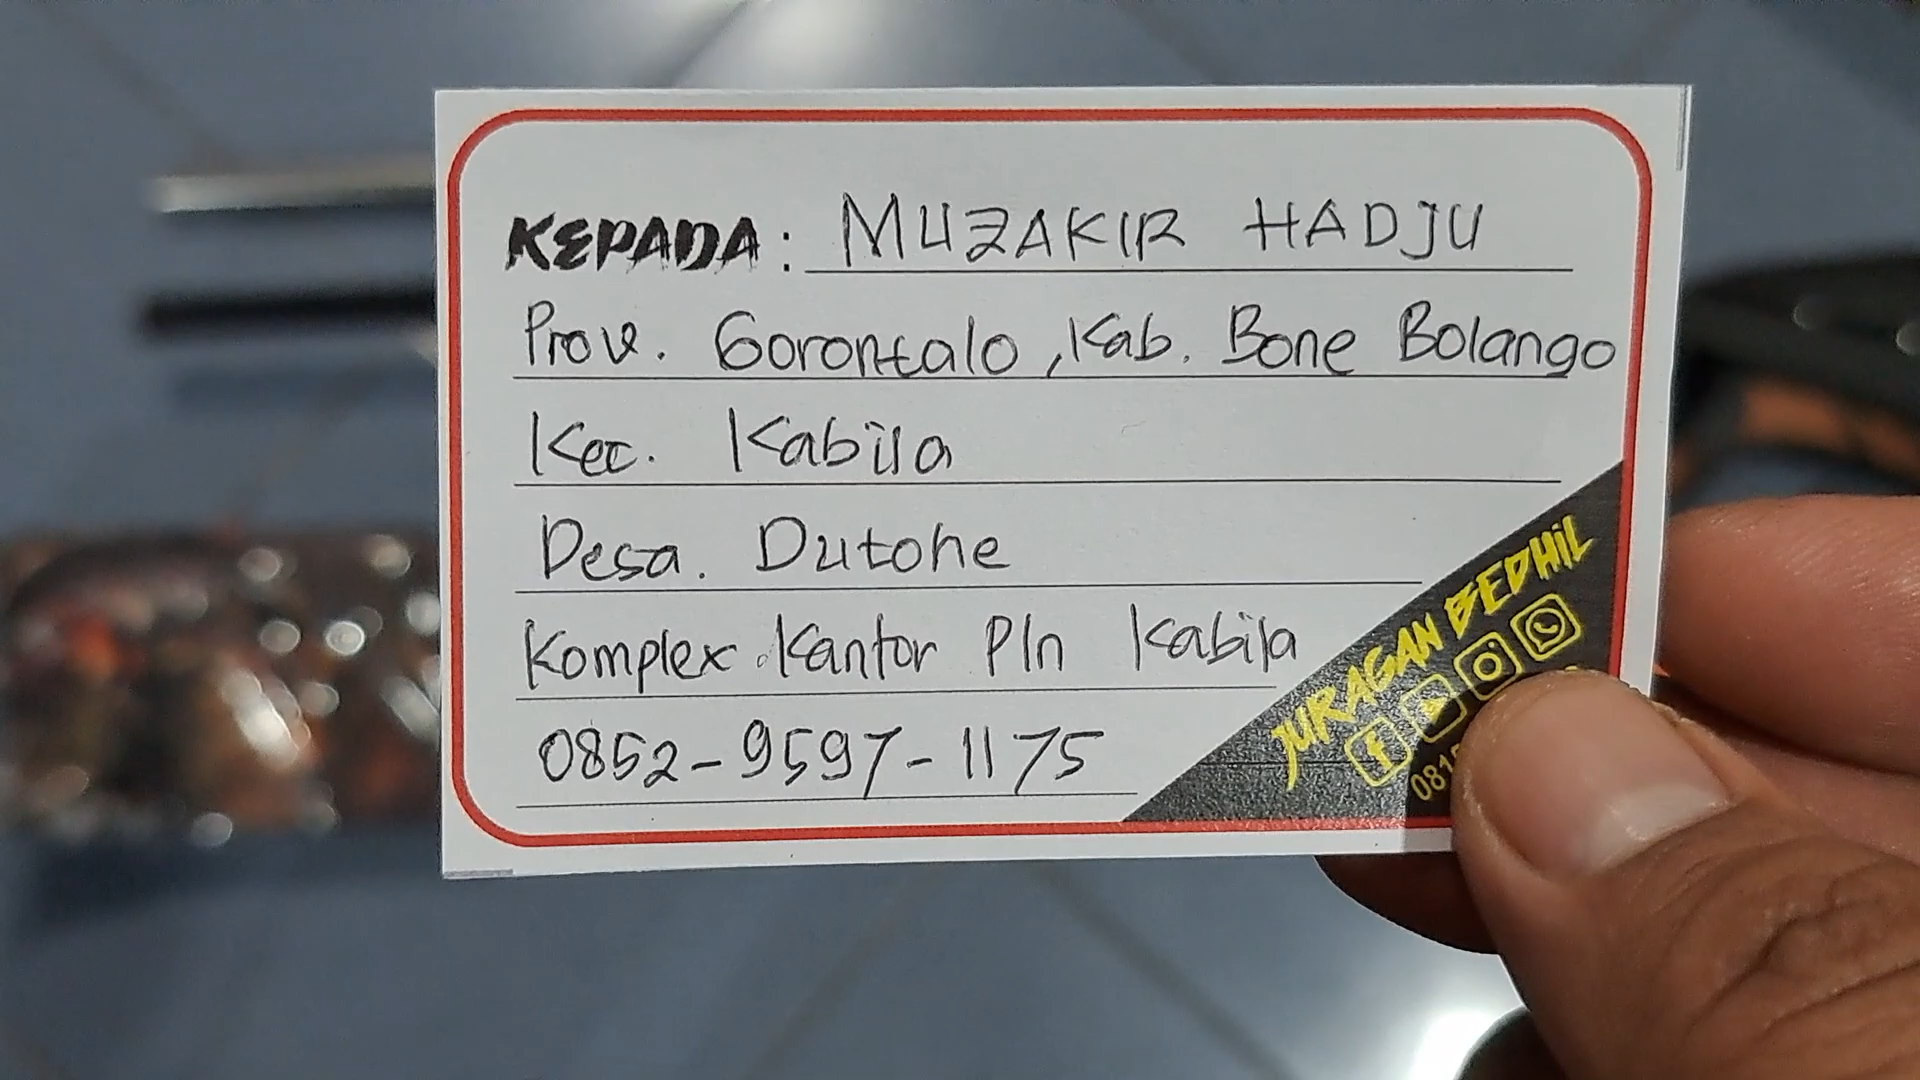 KEPADA: MUZAKIR HADJU
Prov. Gorontalo, Kab. Bone Bolango
Kec. Kabila
Desa. Dutohe
Komplex Kantor Pln Kabila
0852-9597-1175
JURAGAN BEDHIL